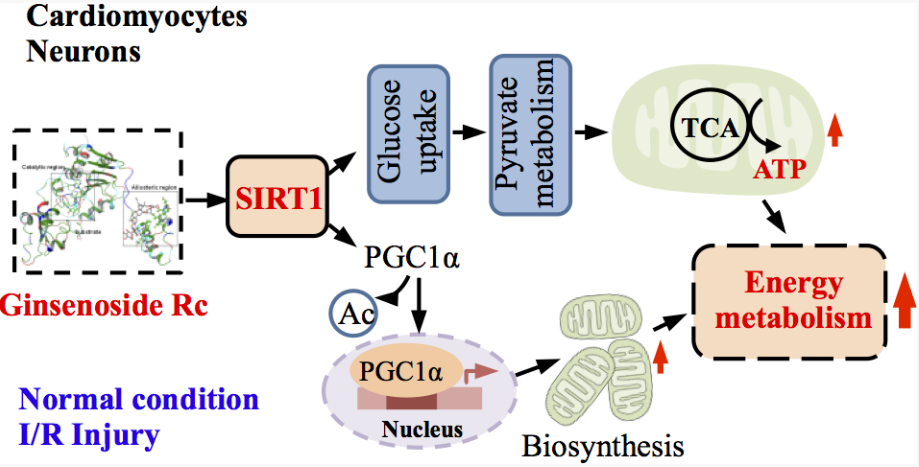 Cardiomyocytes
Neurons
Catalytic region
Allosteric region
substrate
Ginsenoside Rc
Normal condition
I/R Injury
SIRT1
Glucose
uptake
Pyruvate
metabolism
TCA
ATP
PGC1α
Ac
PGC1α
Nucleus
Biosynthesis
Energy
metabolism